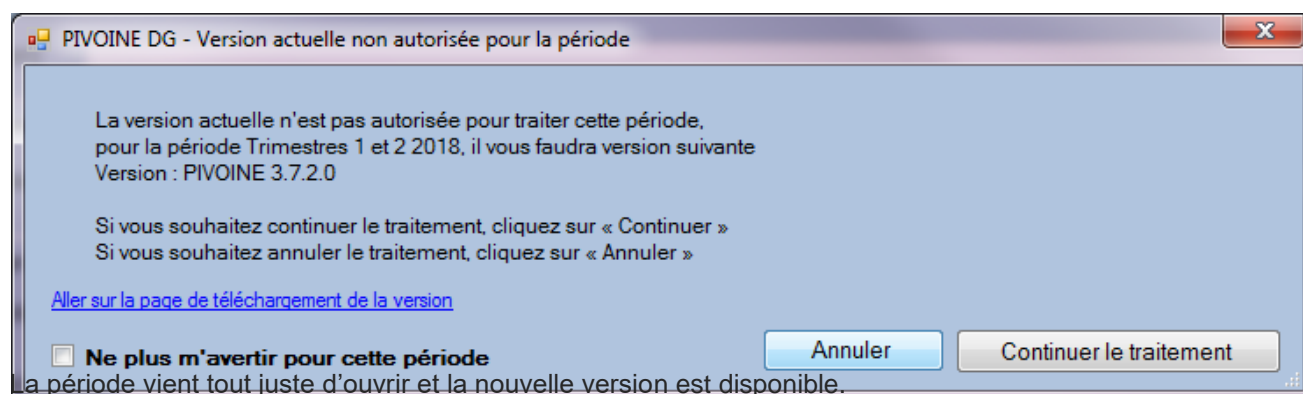 PIVOINE DG - Version actuelle non autorisée pour la période
La version actuelle n'est pas autorisée pour traiter cette période,
pour la période Trimestres 1 et 2 2018, il vous faudra version suivante
Version : PIVOINE 3.7.2.0
Si vous souhaitez continuer le traitement, cliquez sur « Continuer »
Si vous souhaitez annuler le traitement, cliquez sur « Annuler »
Aller sur la page de téléchargement de la version
Ne plus m'avertir pour cette période
Annuler
Continuer le traitement
La période vient tout juste d’ouvrir et la nouvelle version est disponible.